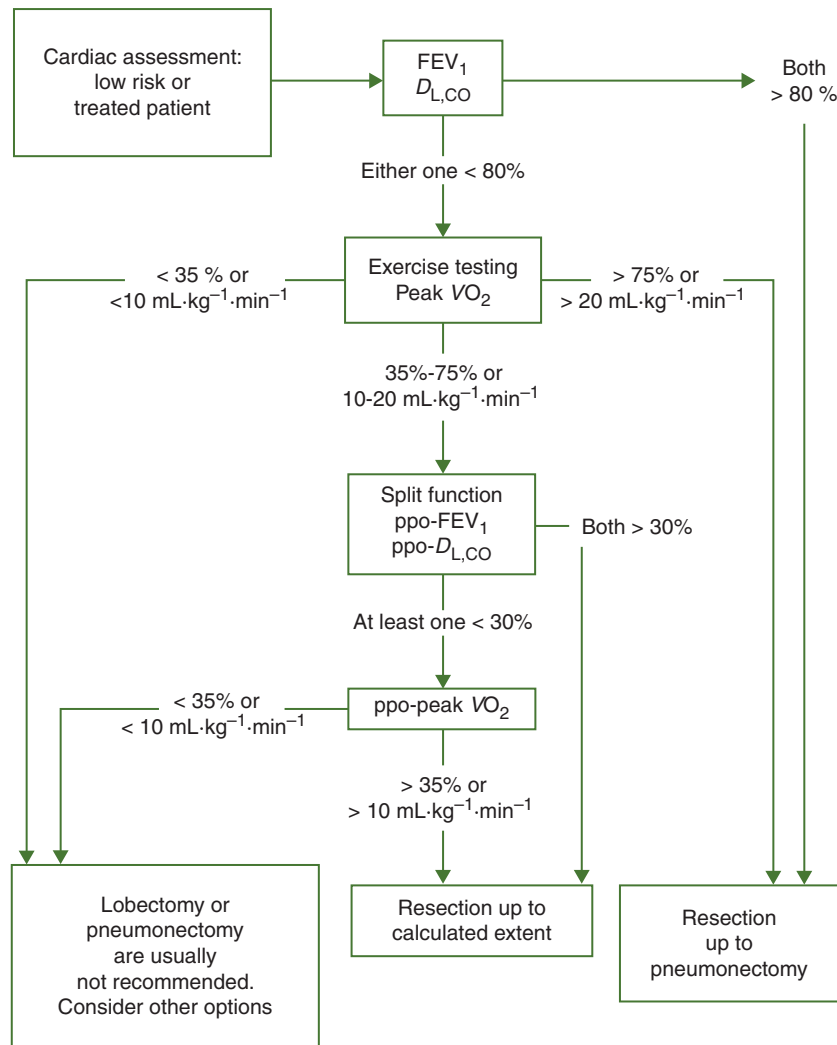 Cardiac assessment:
low risk or
treated patient
FEV₁
D_L,CO
Both
> 80 %
Either one < 80%
< 35 % or
<10 mL·kg⁻¹·min⁻¹
Exercise testing
Peak VO₂
> 75% or
> 20 mL·kg⁻¹·min⁻¹
35%-75% or
10-20 mL·kg⁻¹·min⁻¹
Split function
ppo-FEV₁
ppo-D_L,CO
Both > 30%
At least one < 30%
< 35% or
< 10 mL·kg⁻¹·min⁻¹
ppo-peak VO₂
> 35% or
> 10 mL·kg⁻¹·min⁻¹
Lobectomy or
pneumonectomy
are usually
not recommended.
Consider other options
Resection up to
calculated extent
Resection
up to
pneumonectomy